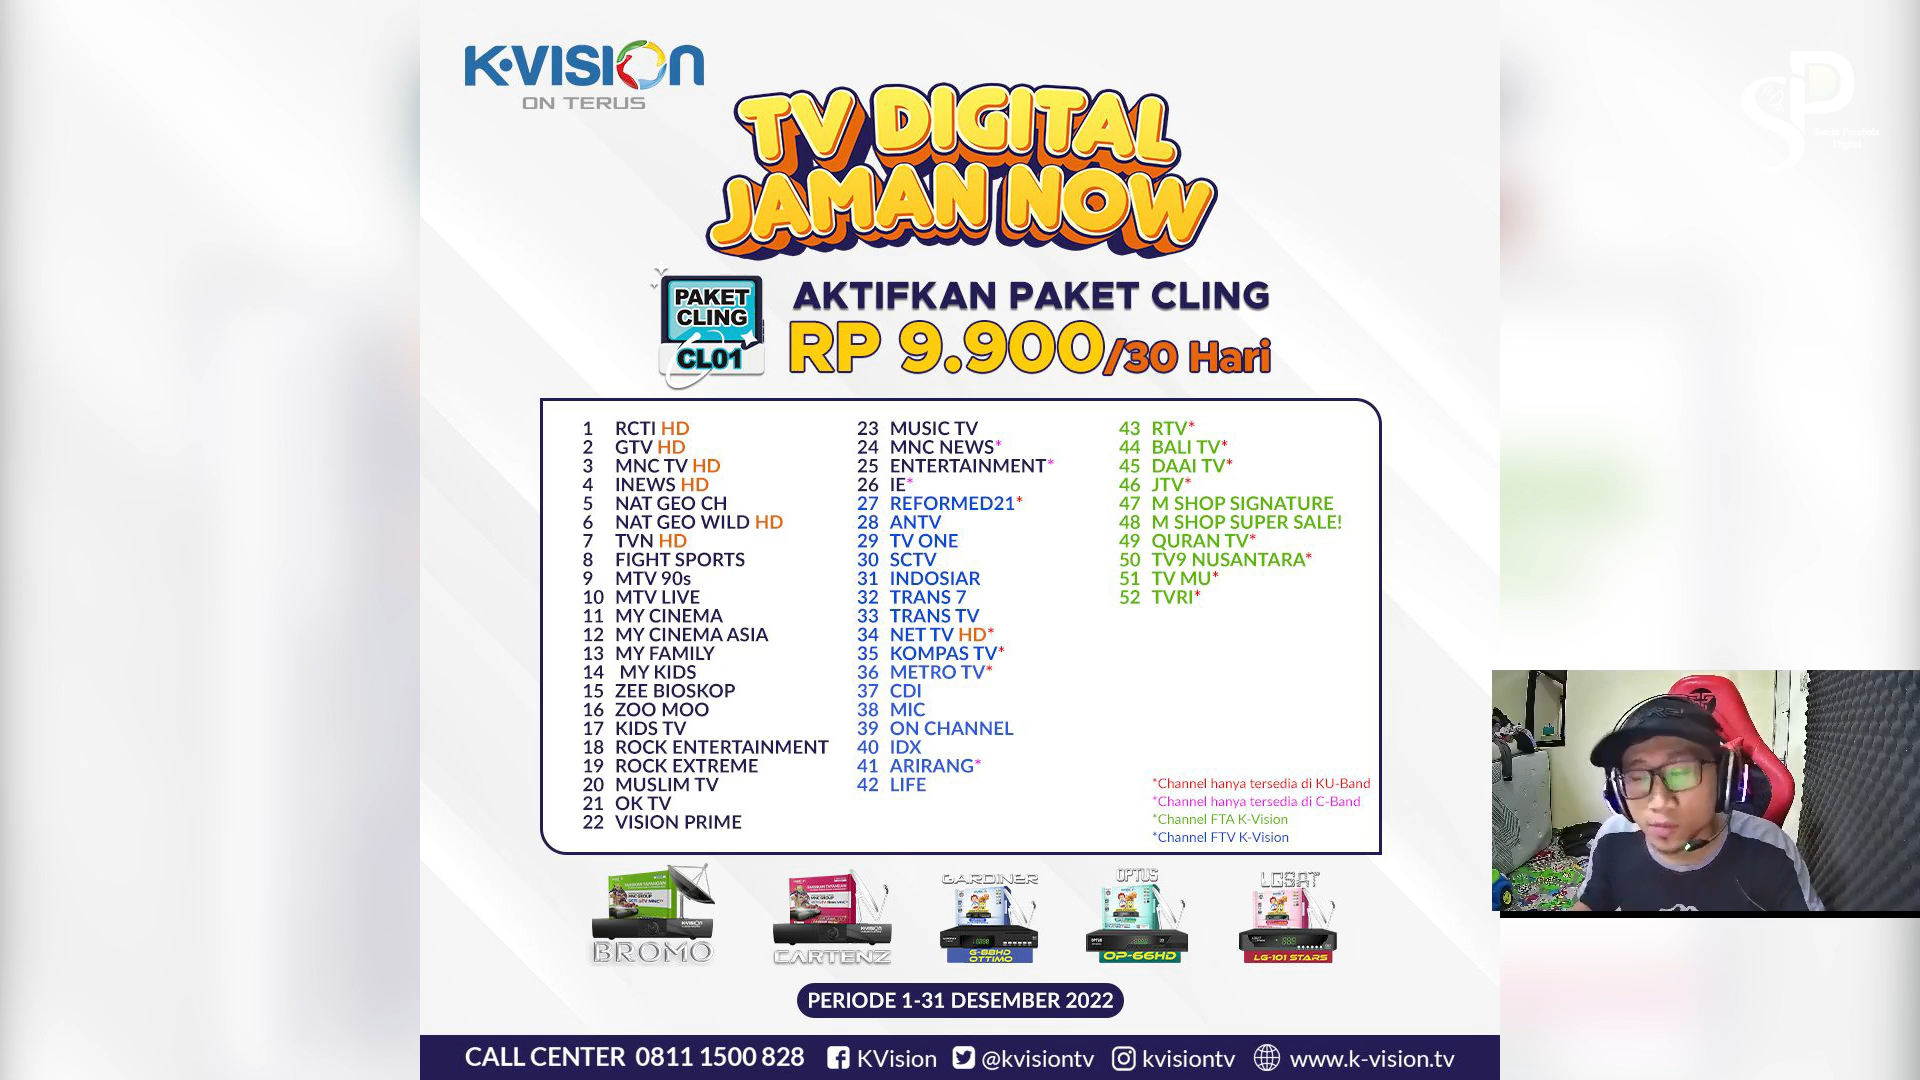 K-VISION
ON TERUS
TV DIGITAL
JAMAN NOW
PAKET
CLING
CL01
AKTIFKAN PAKET CLING
RP 9.900/30 Hari
1 RCTI HD
2 GTV HD
3 MNC TV HD
4 INEWS HD
5 NAT GEO CH
6 NAT GEO WILD HD
7 TVN HD
8 FIGHT SPORTS
9 MTV 90s
10 MTV LIVE
11 MY CINEMA
12 MY CINEMA ASIA
13 MY FAMILY
14 MY KIDS
15 ZEE BIOSKOP
16 ZOO MOO
17 KIDS TV
18 ROCK ENTERTAINMENT
19 ROCK EXTREME
20 MUSLIM TV
21 OK TV
22 VISION PRIME
23 MUSIC TV
24 MNC NEWS*
25 ENTERTAINMENT*
26 IE*
27 REFORMED21*
28 ANTV
29 TV ONE
30 SCTV
31 INDOSIAR
32 TRANS 7
33 TRANS TV
34 NET TV HD*
35 KOMPAS TV*
36 METRO TV*
37 CDI
38 MIC
39 ON CHANNEL
40 IDX
41 ARIRANG*
42 LIFE
43 RTV*
44 BALI TV*
45 DAAI TV*
46 JTV*
47 M SHOP SIGNATURE
48 M SHOP SUPER SALE!
49 QURAN TV*
50 TV9 NUSANTARA*
51 TV MU*
52 TVRI*
*Channel hanya tersedia di KU-Band
*Channel hanya tersedia di C-Band
*Channel FTA K-Vision
*Channel FTV K-Vision
BROMO
CARTENZ
GARDINER
G-88HD
OTTIMO
OPTUS
OP-66HD
LGSAT
LG-101 STARS
PERIODE 1-31 DESEMBER 2022
CALL CENTER 0811 1500 828 KVision @kvisiontv kvisiontv www.k-vision.tv